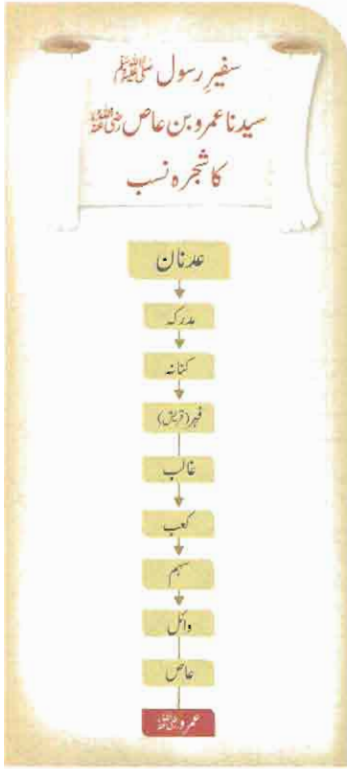 سفیرِ رسول ﷺ
سیدنا عمرو بن عاص رضی اللہ عنہ
کا شجرہ نسب
عدنان
مدرکہ
کنانہ
فہر (قریش)
غالب
کعب
سہم
وائل
عاص
عمرو رضی اللہ عنہ